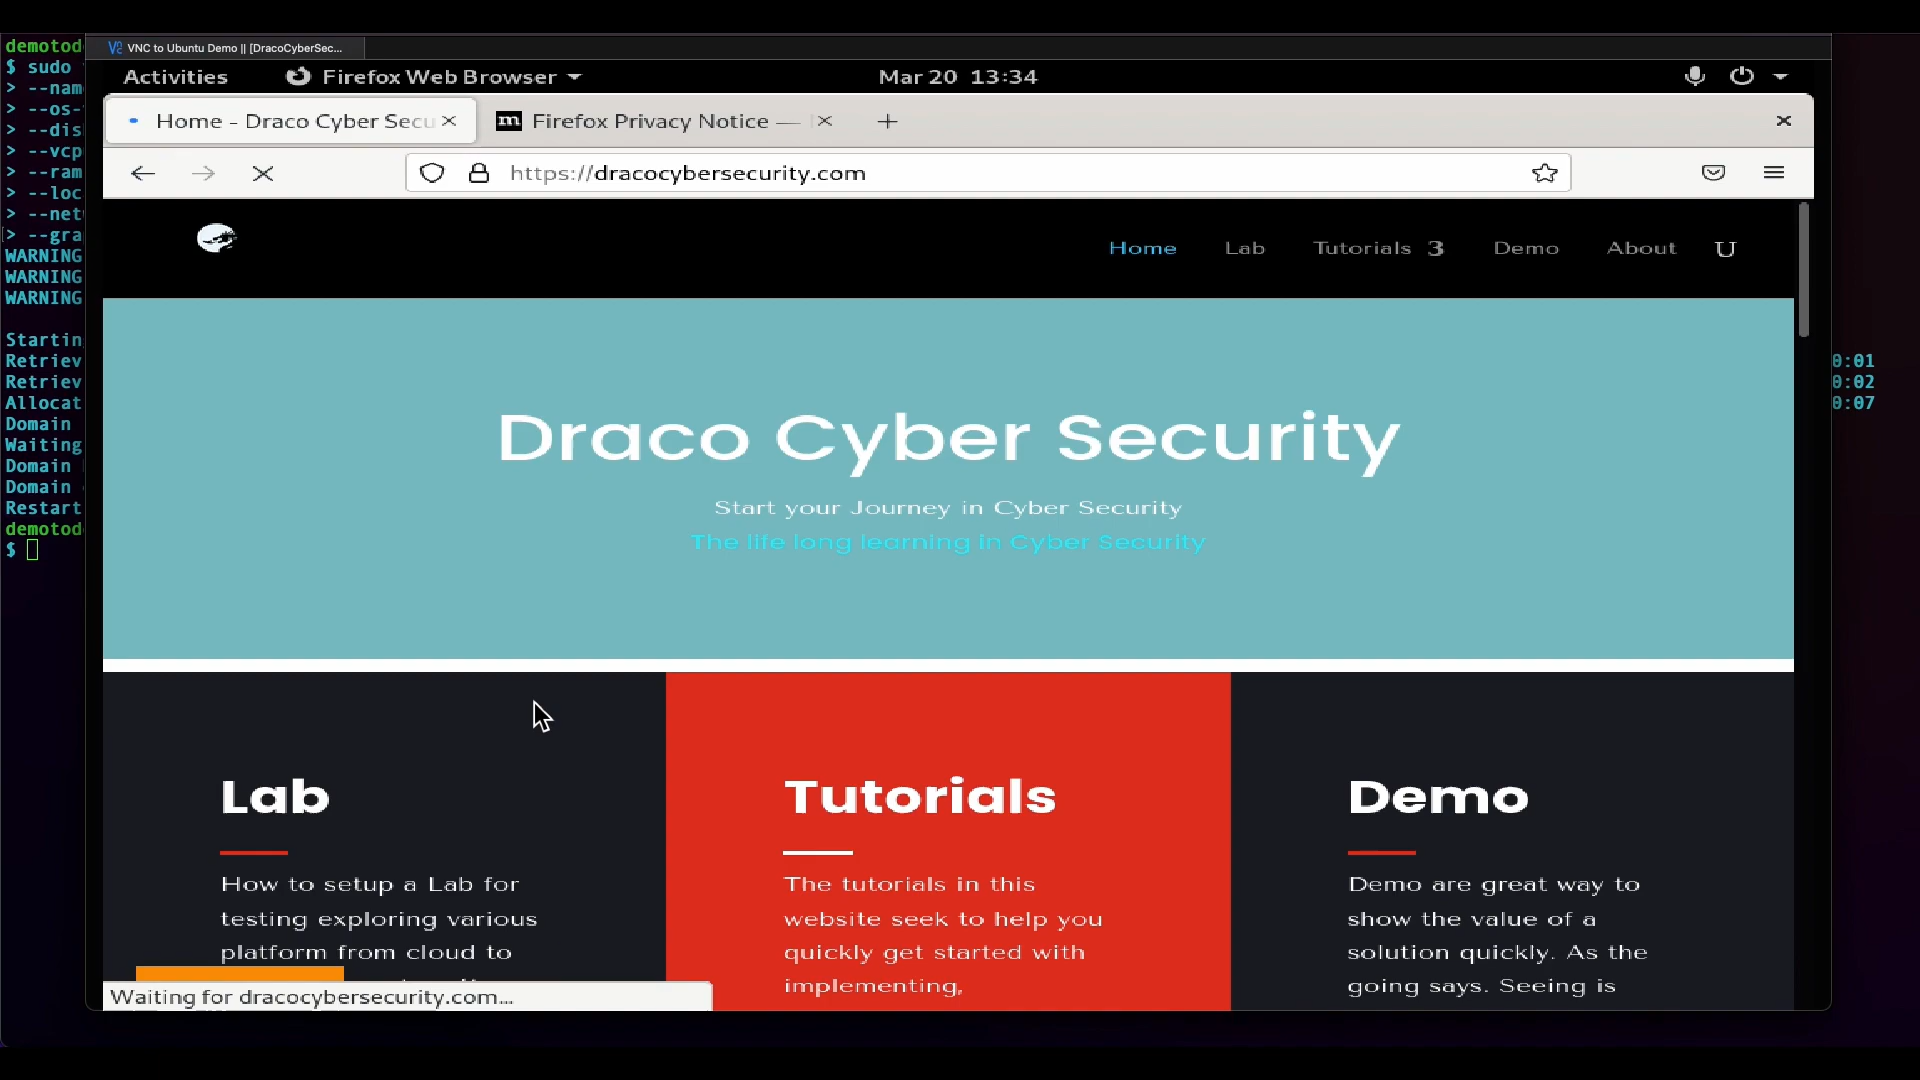 demotod
$ sudo
> --nam
> --os-
> --dis
> --vcp
> --ram
> --loc
> --net
[> --gra
WARNING
WARNING
WARNING
Startin
Retriev
Retriev
Allocat
Domain
Waiting
Domain
Domain
Restart
demotod
$
0:01
0:02
0:07
VNC to Ubuntu Demo || [DracoCyberSec...
Activities Firefox Web Browser Mar 20 13:34
Home - Draco Cyber Secu Firefox Privacy Notice —
https://dracocybersecurity.com
Home Lab Tutorials 3 Demo About U
Draco Cyber Security
Start your Journey in Cyber Security
The life long learning in Cyber Security
Lab
How to setup a Lab for
testing exploring various
platform from cloud to
Tutorials
The tutorials in this
website seek to help you
quickly get started with
implementing,
Demo
Demo are great way to
show the value of a
solution quickly. As the
going says. Seeing is
Waiting for dracocybersecurity.com...